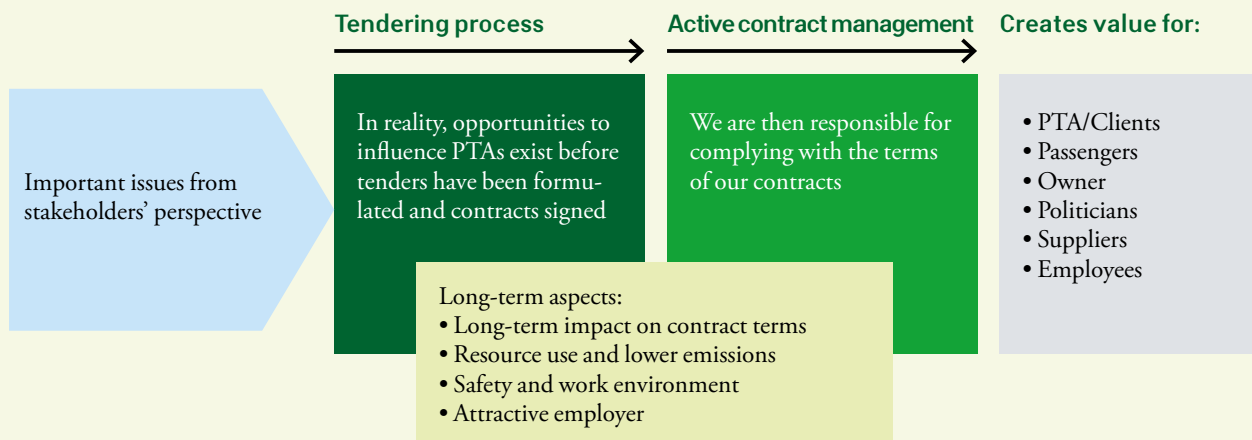 Tendering process
Active contract management
Creates value for:
Important issues from
stakeholders’ perspective
In reality, opportunities to
influence PTAs exist before
tenders have been formu-
lated and contracts signed
We are then responsible for
complying with the terms
of our contracts
• PTA/Clients
• Passengers
• Owner
• Politicians
• Suppliers
• Employees
Long-term aspects:
• Long-term impact on contract terms
• Resource use and lower emissions
• Safety and work environment
• Attractive employer